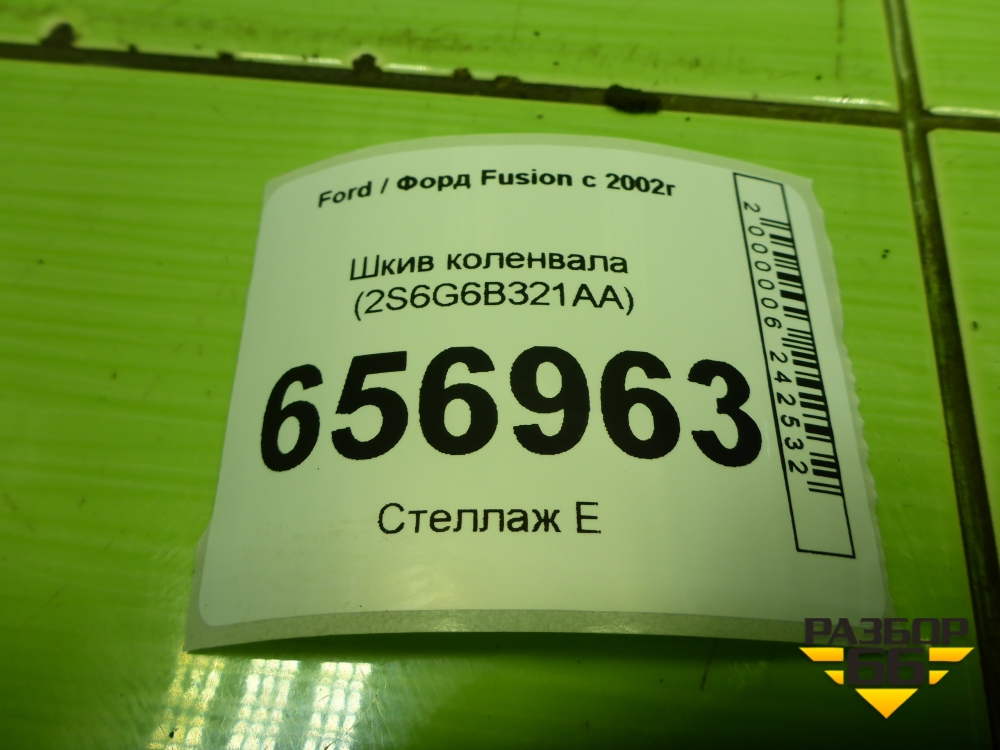 Ford / Форд Fusion с 2002г
Шкив коленвала
(2S6G6B321AA)
656963
Стеллаж Е
2000006242532
РАЗБОР
66